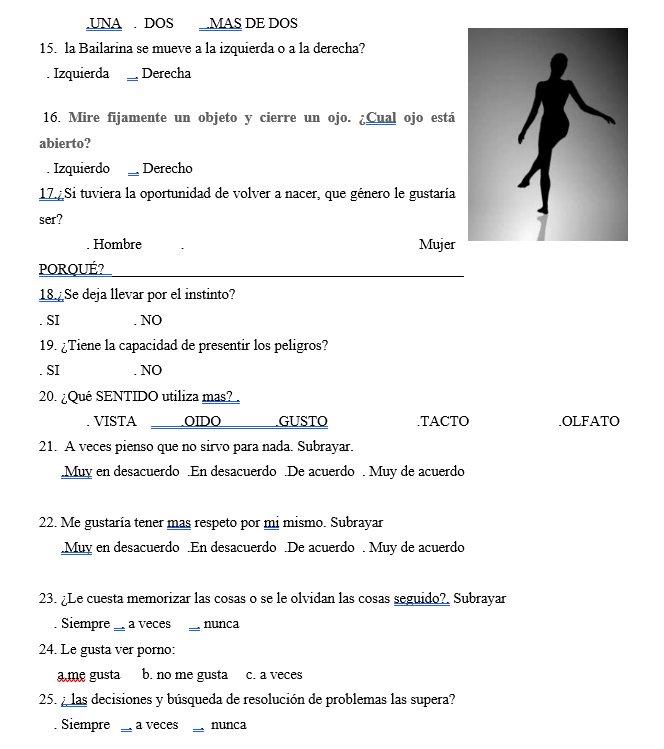 .UNA . DOS .MAS DE DOS
15. la Bailarina se mueve a la izquierda o a la derecha?
. Izquierda . Derecha
16. Mire fijamente un objeto y cierre un ojo. ¿Cual ojo está
abierto?
. Izquierdo . Derecho
17.¿Si tuviera la oportunidad de volver a nacer, que género le gustaría
ser?
. Hombre . Mujer
PORQUÉ?
18.¿Se deja llevar por el instinto?
. SI . NO
19. ¿Tiene la capacidad de presentir los peligros?
. SI . NO
20. ¿Qué SENTIDO utiliza mas? .
. VISTA .OIDO .GUSTO .TACTO .OLFATO
21. A veces pienso que no sirvo para nada. Subrayar.
.Muy en desacuerdo .En desacuerdo .De acuerdo . Muy de acuerdo
22. Me gustaría tener mas respeto por mi mismo. Subrayar
.Muy en desacuerdo .En desacuerdo .De acuerdo . Muy de acuerdo
23. ¿Le cuesta memorizar las cosas o se le olvidan las cosas seguido?. Subrayar
. Siempre . a veces . nunca
24. Le gusta ver porno:
a.me gusta b. no me gusta c. a veces
25. ¿ las decisiones y búsqueda de resolución de problemas las supera?
. Siempre . a veces . nunca